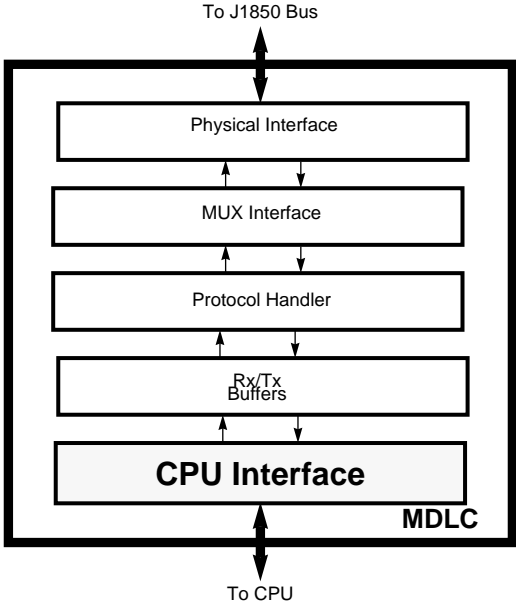 To J1850 Bus
Physical Interface
MUX Interface
Protocol Handler
Rx/Tx
Buffers
CPU Interface
MDLC
To CPU